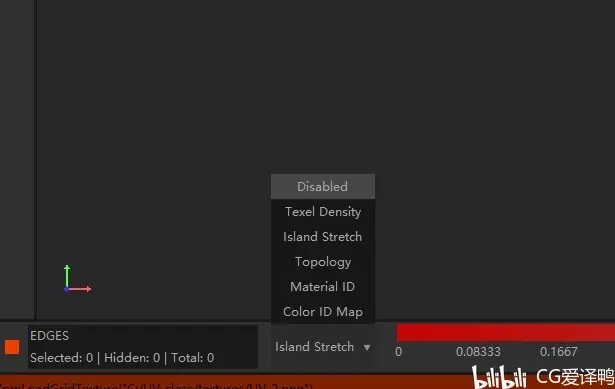 Disabled
Texel Density
Island Stretch
Topology
Material ID
Color ID Map
EDGES
Selected: 0 | Hidden: 0 | Total: 0
Island Stretch ▼
0 0.08333 0.1667
bilibili CG爱译鸭